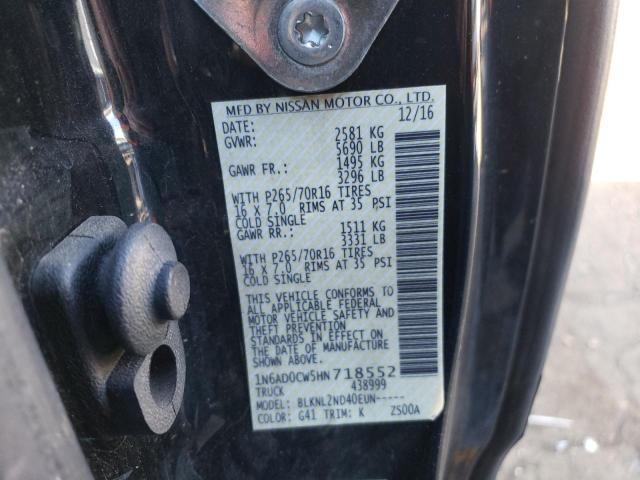 MFD BY NISSAN MOTOR CO., LTD.
DATE: 12/16
GVWR: 2581 KG
5690 LB
GAWR FR.: 1495 KG
3296 LB
WITH P265/70R16 TIRES
16 X 7.0 RIMS AT 35 PSI
COLD SINGLE
GAWR RR.: 1511 KG
3331 LB
WITH P265/70R16 TIRES
16 X 7.0 RIMS AT 35 PSI
COLD SINGLE
THIS VEHICLE CONFORMS TO
ALL APPLICABLE FEDERAL
MOTOR VEHICLE SAFETY AND
THEFT PREVENTION
STANDARDS IN EFFECT ON
THE DATE OF MANUFACTURE
SHOWN ABOVE.
1N6AD0CW5HN718552
TRUCK 438999
MODEL: BLKNL2ND40EUN-----
COLOR: G41 TRIM: K ZS00A